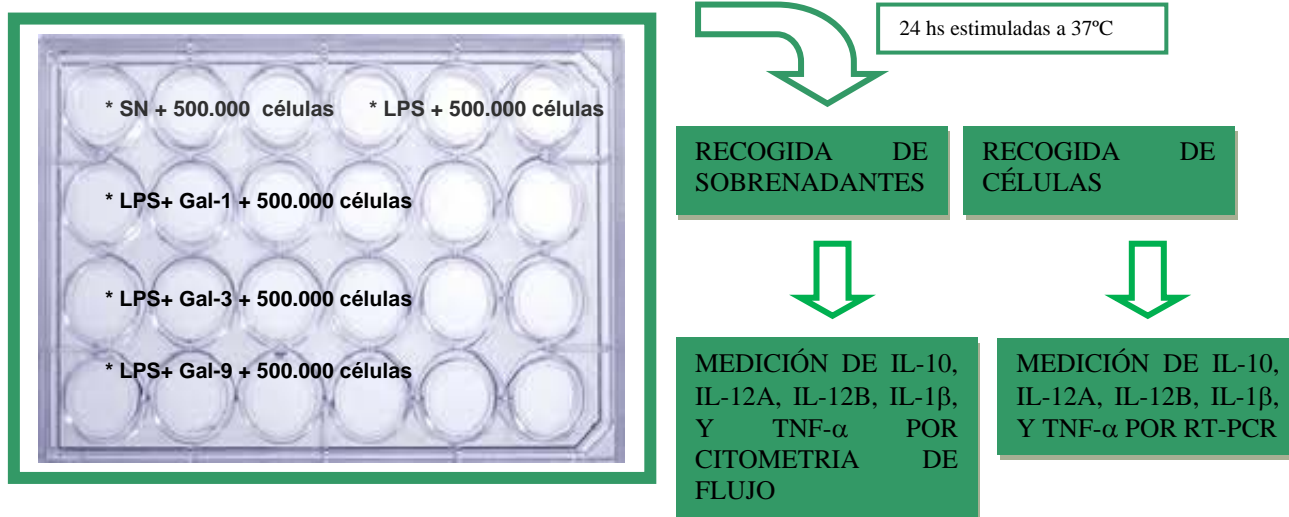 * SN + 500.000 células * LPS + 500.000 células
* LPS+ Gal-1 + 500.000 células
* LPS+ Gal-3 + 500.000 células
* LPS+ Gal-9 + 500.000 células
24 hs estimuladas a 37ºC
RECOGIDA DE
SOBRENADANTES
RECOGIDA DE
CÉLULAS
MEDICIÓN DE IL-10,
IL-12A, IL-12B, IL-1β,
Y TNF-α POR
CITOMETRIA DE
FLUJO
MEDICIÓN DE IL-10,
IL-12A, IL-12B, IL-1β,
Y TNF-α POR RT-PCR